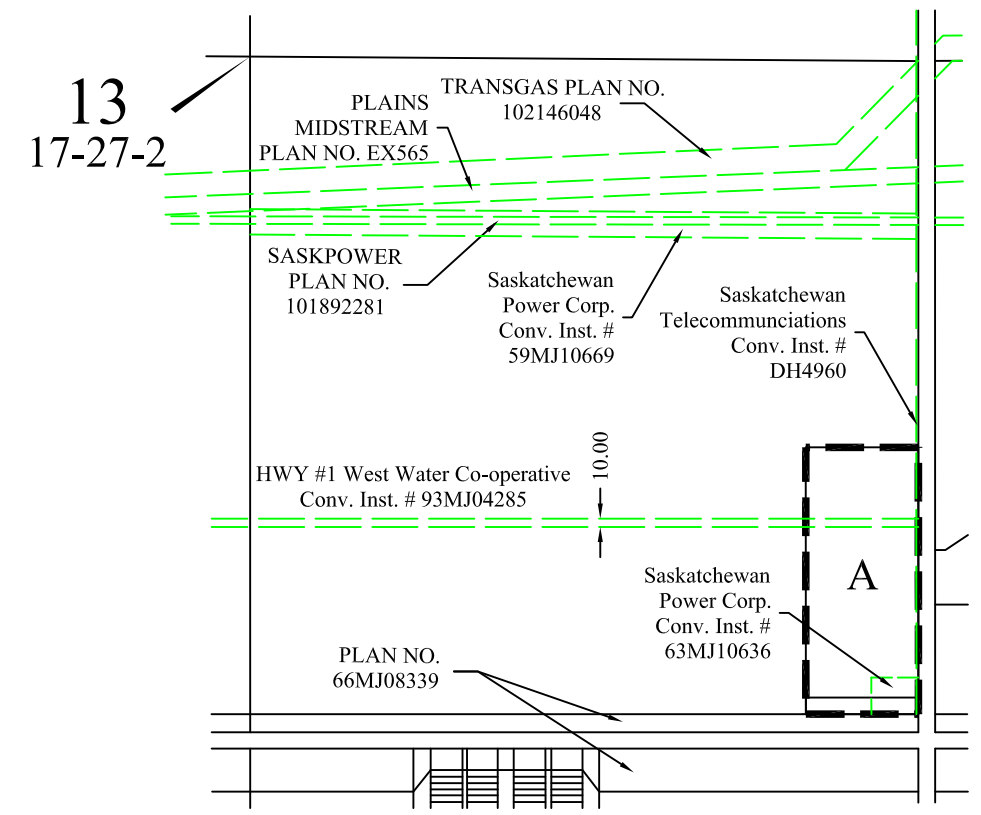 13
17-27-2
PLAINS
MIDSTREAM
PLAN NO. EX565
TRANSGAS PLAN NO.
102146048
SASKPOWER
PLAN NO.
101892281
Saskatchewan
Power Corp.
Conv. Inst. #
59MJ10669
Saskatchewan
Telecommunciations
Conv. Inst. #
DH4960
HWY #1 West Water Co-operative
Conv. Inst. # 93MJ04285
10.00
A
Saskatchewan
Power Corp.
Conv. Inst. #
63MJ10636
PLAN NO.
66MJ08339